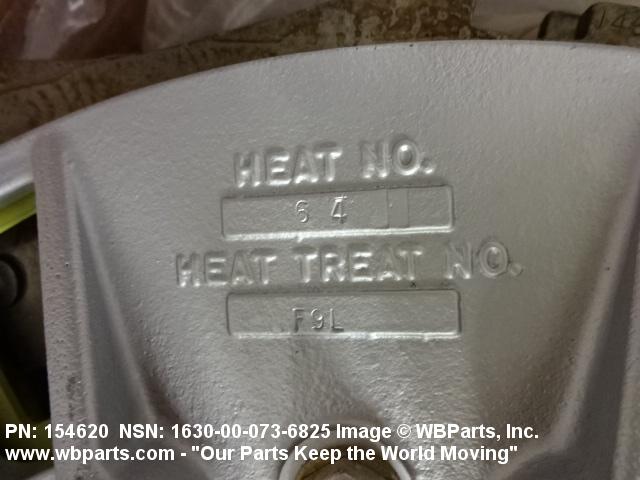 HEAT NO.
6 4
HEAT TREAT NO.
F9L
PN: 154620 NSN: 1630-00-073-6825 Image © WBParts, Inc.
www.wbparts.com - "Our Parts Keep the World Moving"